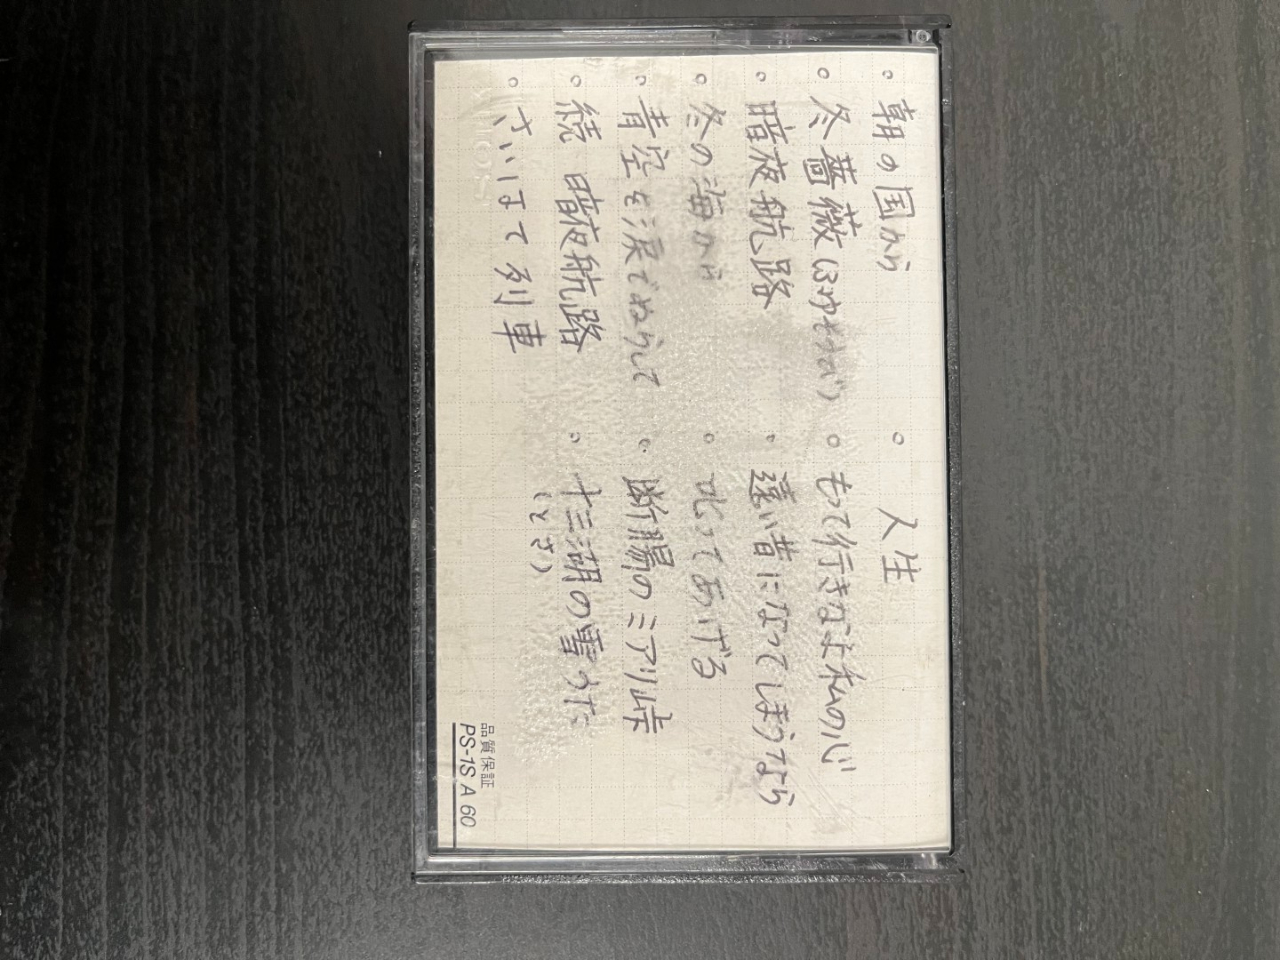 。朝の国から
。冬薔薇(ふゆそうび)
。暗夜航路
。冬の海から
。青空を涙でぬらして
。続 暗夜航路
。さいはて列車
。人生
。もって行きなよ私の心
。遠い昔になってしまうなら
。叱ってあげる
。断腸のミアリ峠
。十三湖の雪うた
(とさ)
品質保証
PS-1S A 60